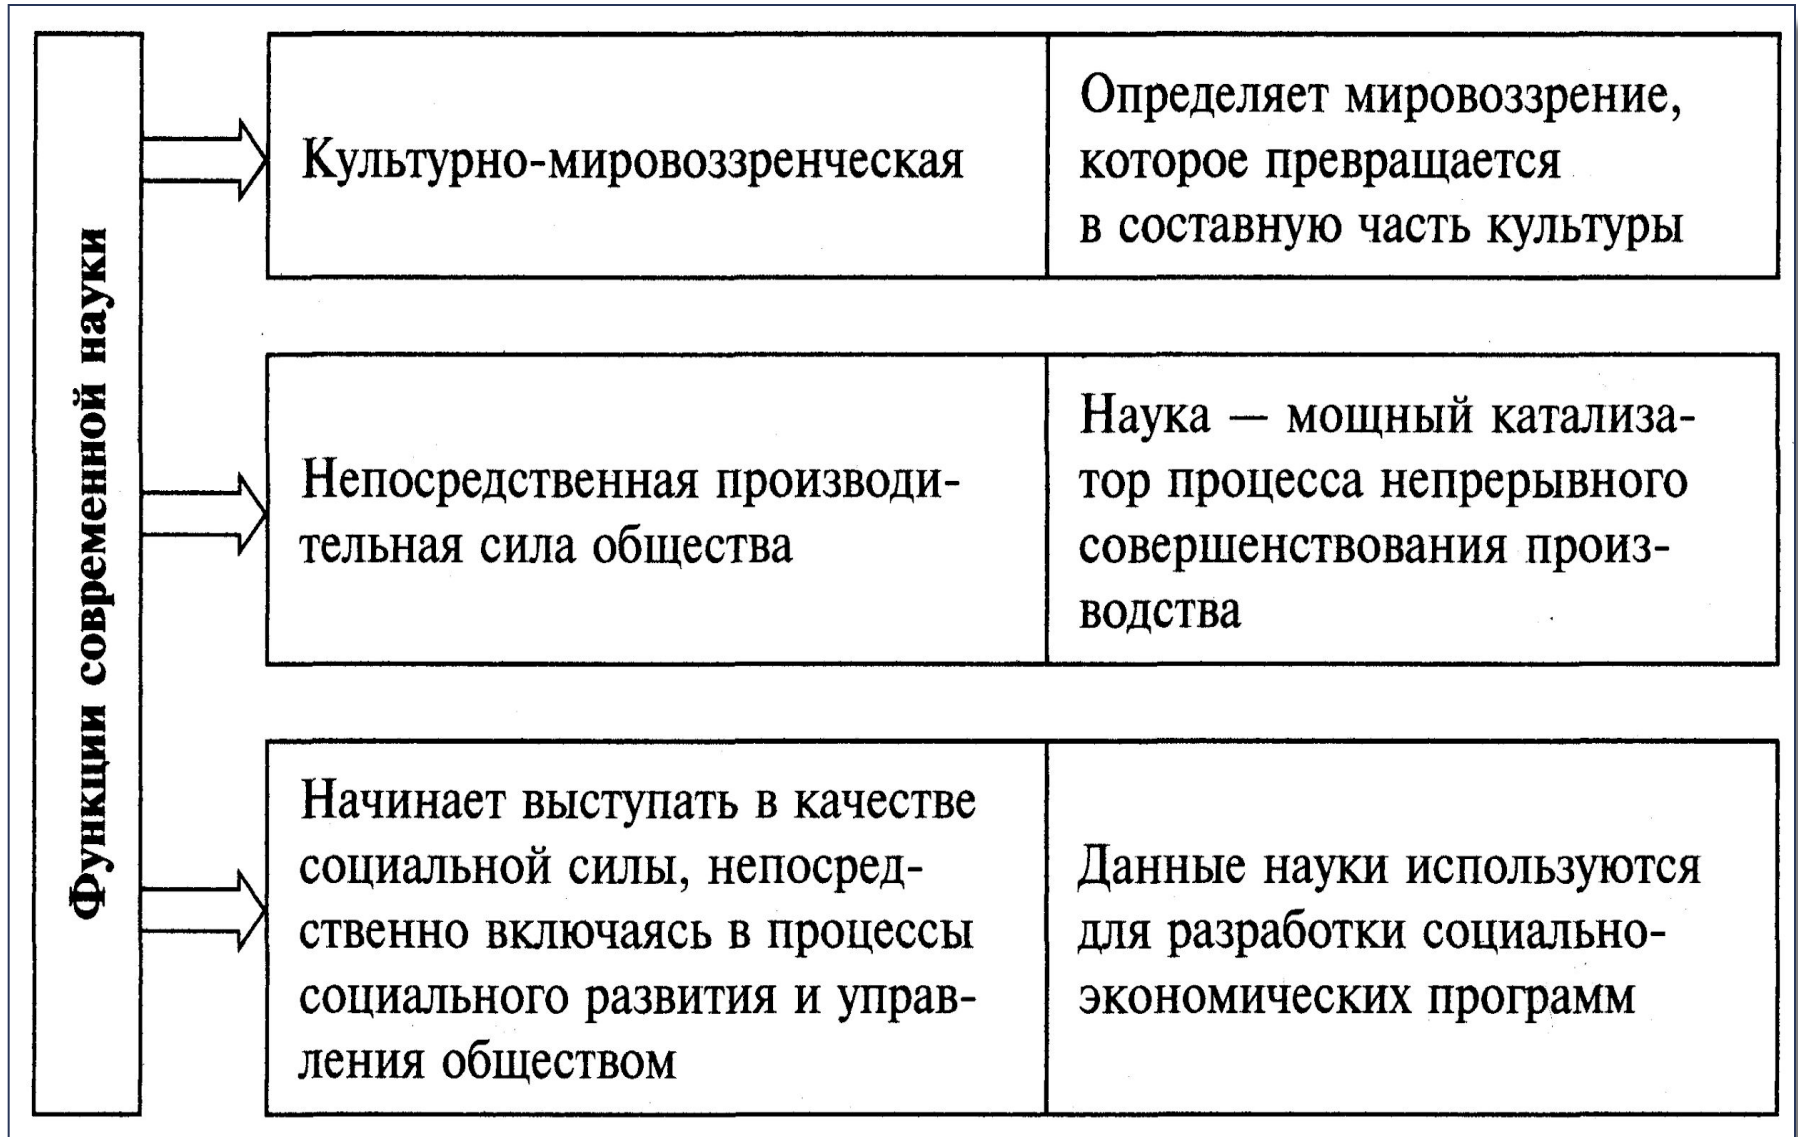 Функции современной науки
Культурно-мировоззренческая
Определяет мировоззрение,
которое превращается
в составную часть культуры
Непосредственная производи-
тельная сила общества
Наука — мощный катализа-
тор процесса непрерывного
совершенствования произ-
водства
Начинает выступать в качестве
социальной силы, непосред-
ственно включаясь в процессы
социального развития и управ-
ления обществом
Данные науки используются
для разработки социально-
экономических программ